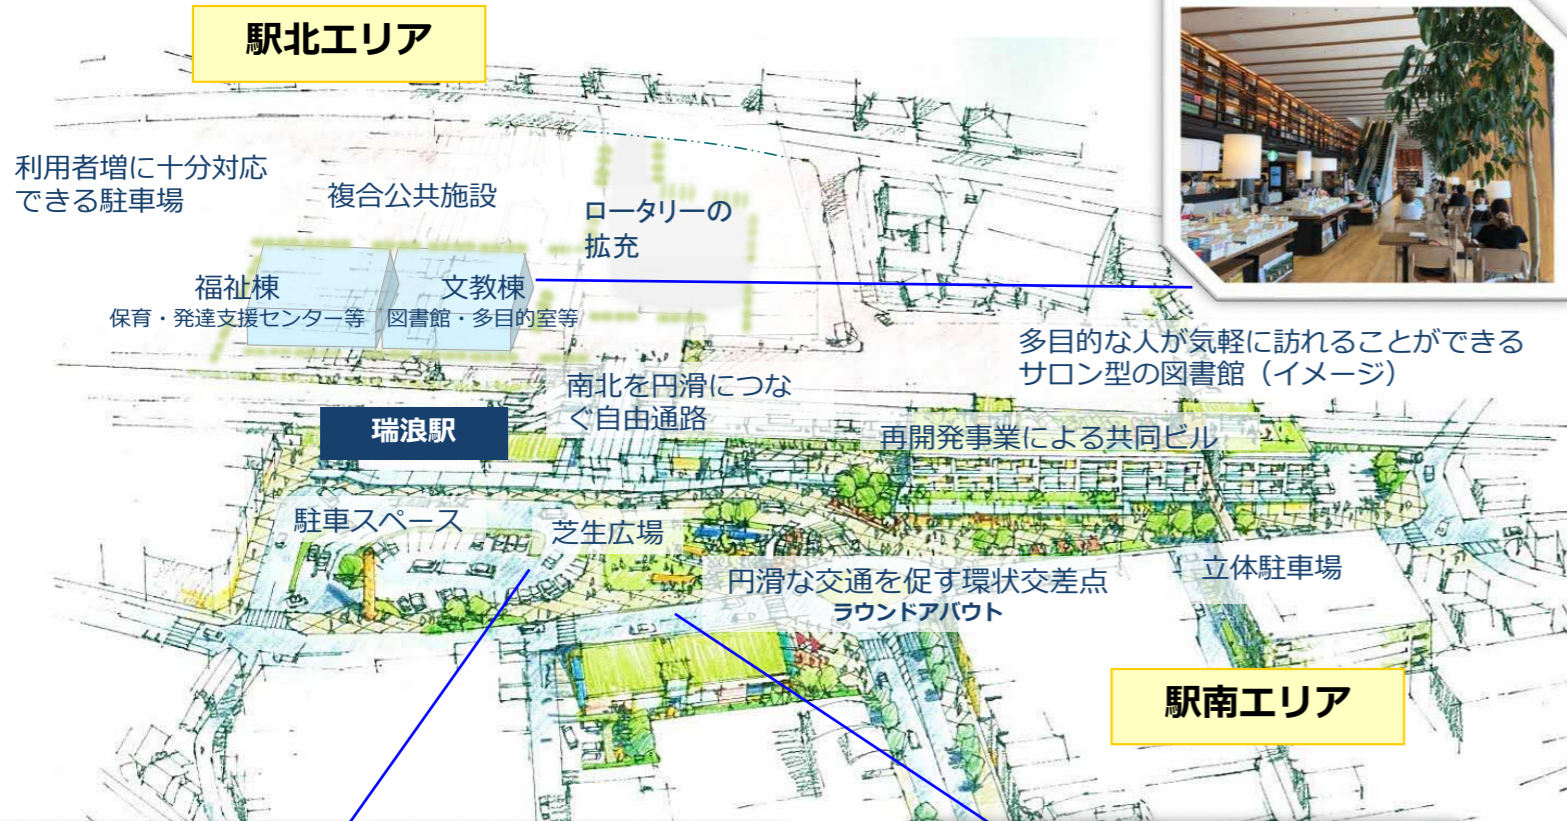 駅北エリア
利用者増に十分対応
できる駐車場
複合公共施設
ロータリーの
拡充
福祉棟
保育・発達支援センター等
文教棟
図書館・多目的室等
多目的な人が気軽に訪れることができる
サロン型の図書館（イメージ）
南北を円滑につな
ぐ自由通路
瑞浪駅
再開発事業による共同ビル
駐車スペース
芝生広場
円滑な交通を促す環状交差点
ラウンドアバウト
立体駐車場
駅南エリア